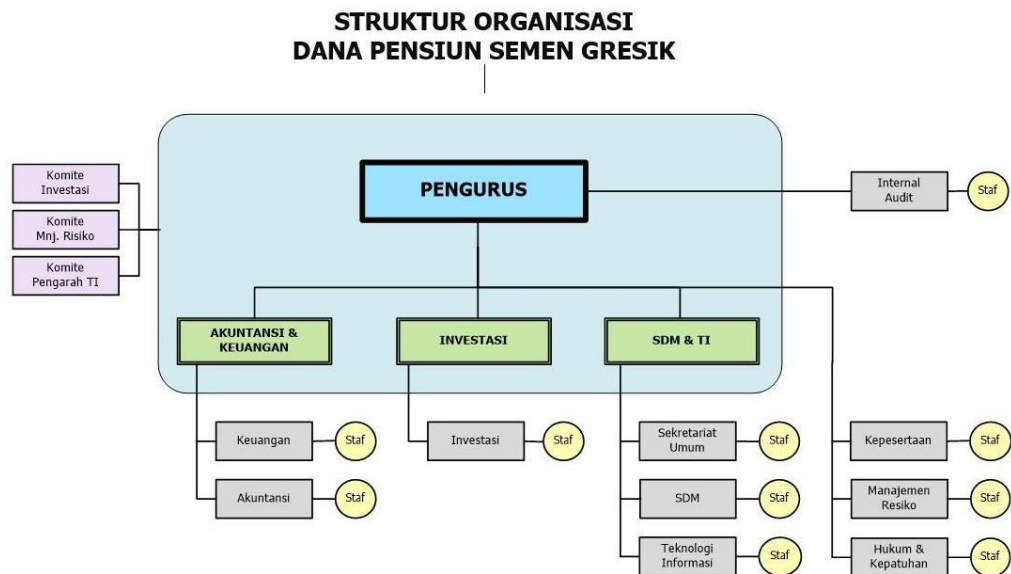 STRUKTUR ORGANISASI
DANA PENSIUN SEMEN GRESIK
Komite
Investasi
Komite
Mnj. Risiko
Komite
Pengarah TI
PENGURUS
Internal
Audit
Staf
AKUNTANSI &
KEUANGAN
INVESTASI
SDM & TI
Keuangan
Staf
Akuntansi
Staf
Investasi
Staf
Sekretariat
Umum
Staf
SDM
Staf
Teknologi
Informasi
Staf
Kepesertaan
Staf
Manajemen
Resiko
Staf
Hukum &
Kepatuhan
Staf